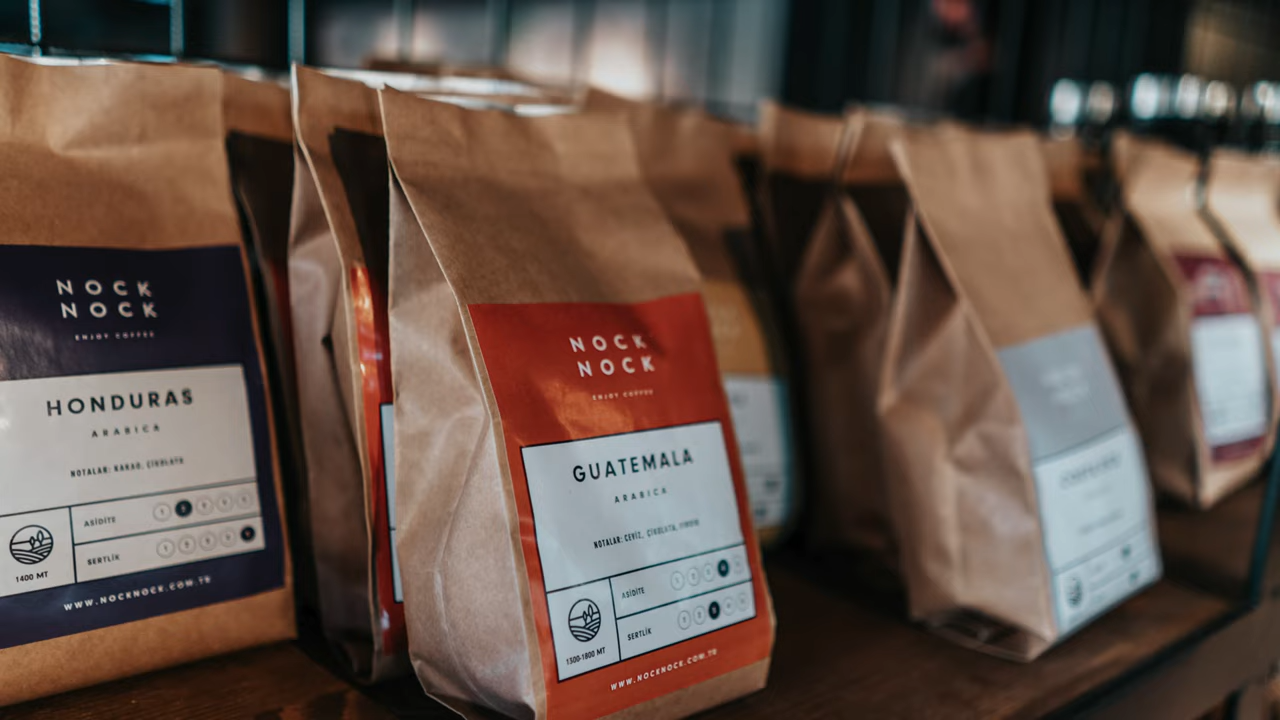 NOCK
NOCK
ENJOY COFFEE
HONDURAS
ARABICA
NOTALAR: KAKAO, ÇİKOLATA
ASİDİTE
SERTLİK
1400 MT
WWW.NOCKNOCK.COM.TR
NOCK
NOCK
ENJOY COFFEE
GUATEMALA
ARABICA
NOTALAR: CEVİZ, ÇİKOLATA, FINDIK
ASİDİTE
SERTLİK
1500-1800 MT
WWW.NOCKNOCK.COM.TR